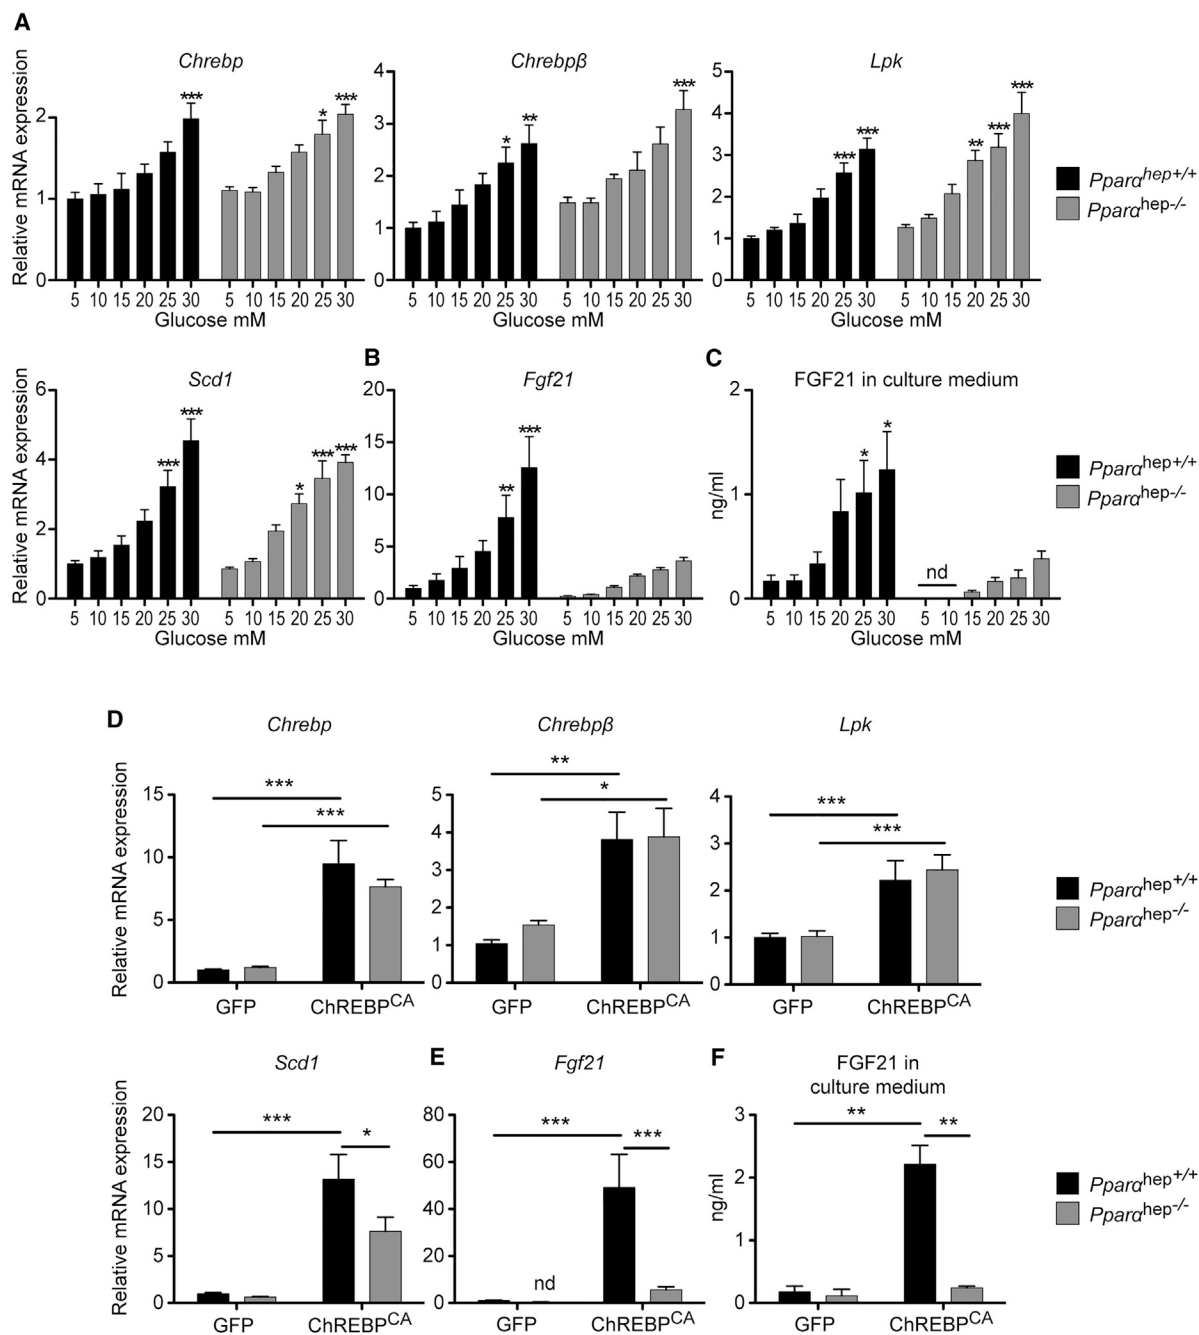 A
Chrebp
Chrebpβ
Lpk
Relative mRNA expression
2
1
0
***
*
***
5 10 15 20 25 30 5 10 15 20 25 30
Glucose mM
4
3
2
1
0
*
**
***
5 10 15 20 25 30 5 10 15 20 25 30
Glucose mM
5
4
3
2
1
0
***
***
**
***
***
5 10 15 20 25 30 5 10 15 20 25 30
Glucose mM
Pparαhep+/+
Pparαhep-/-
Scd1
Relative mRNA expression
6
4
2
0
***
***
*
***
***
5 10 15 20 25 30 5 10 15 20 25 30
Glucose mM
B
Fgf21
20
15
10
5
0
**
***
5 10 15 20 25 30 5 10 15 20 25 30
Glucose mM
C
FGF21 in culture medium
ng/ml
2
1
0
*
*
nd
5 10 15 20 25 30 5 10 15 20 25 30
Glucose mM
Pparαhep+/+
Pparαhep-/-
D
Chrebp
Relative mRNA expression
15
10
5
0
***
***
GFP ChREBPCA
Chrebpβ
5
4
3
2
1
0
**
*
GFP ChREBPCA
Lpk
4
3
2
1
0
***
***
GFP ChREBPCA
Pparαhep+/+
Pparαhep-/-
Scd1
Relative mRNA expression
20
15
10
5
0
***
*
GFP ChREBPCA
E
Fgf21
80
60
40
20
0
***
***
nd
GFP ChREBPCA
F
FGF21 in
culture medium
ng/ml
3
2
1
0
**
**
GFP ChREBPCA
Pparαhep+/+
Pparαhep-/-